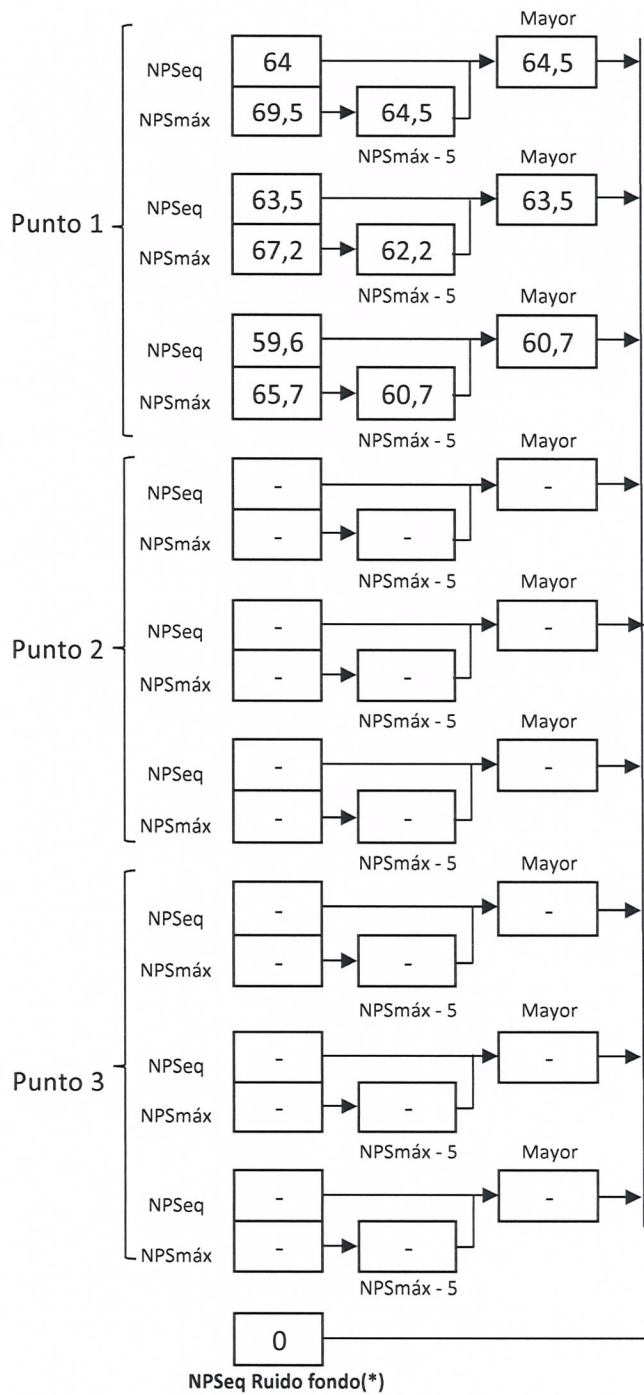 Mayor
NPSeq 64 64,5
NPSmáx 69,5 64,5
NPSmáx - 5
Mayor
Punto 1
NPSeq 63,5 63,5
NPSmáx 67,2 62,2
NPSmáx - 5
Mayor
NPSeq 59,6 60,7
NPSmáx 65,7 60,7
NPSmáx - 5
Mayor
NPSeq - -
NPSmáx - -
NPSmáx - 5
Mayor
Punto 2
NPSeq - -
NPSmáx - -
NPSmáx - 5
Mayor
NPSeq - -
NPSmáx - -
NPSmáx - 5
Mayor
NPSeq - -
NPSmáx - -
NPSmáx - 5
Mayor
Punto 3
NPSeq - -
NPSmáx - -
NPSmáx - 5
Mayor
NPSeq - -
NPSmáx - -
NPSmáx - 5
0
NPSeq Ruido fondo(*)